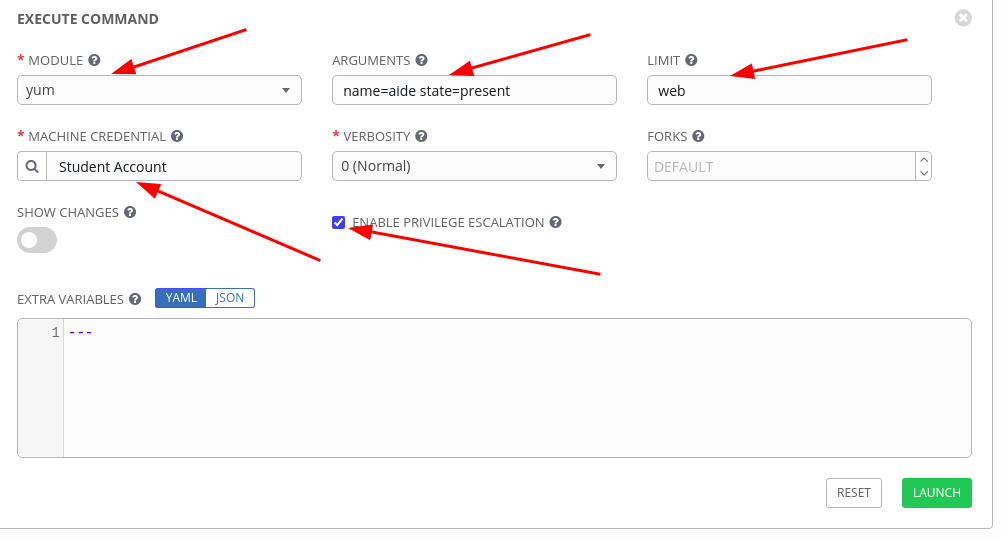 EXECUTE COMMAND
* MODULE
ARGUMENTS
LIMIT
yum
name=aide state=present
web
* MACHINE CREDENTIAL
* VERBOSITY
FORKS
Student Account
0 (Normal)
DEFAULT
SHOW CHANGES
ENABLE PRIVILEGE ESCALATION
EXTRA VARIABLES YAML JSON
1 ---
RESET LAUNCH